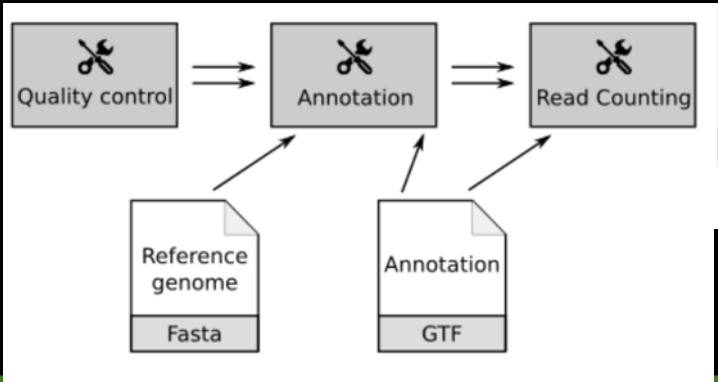 Quality control
Annotation
Read Counting
Reference
genome
Annotation
Fasta
GTF